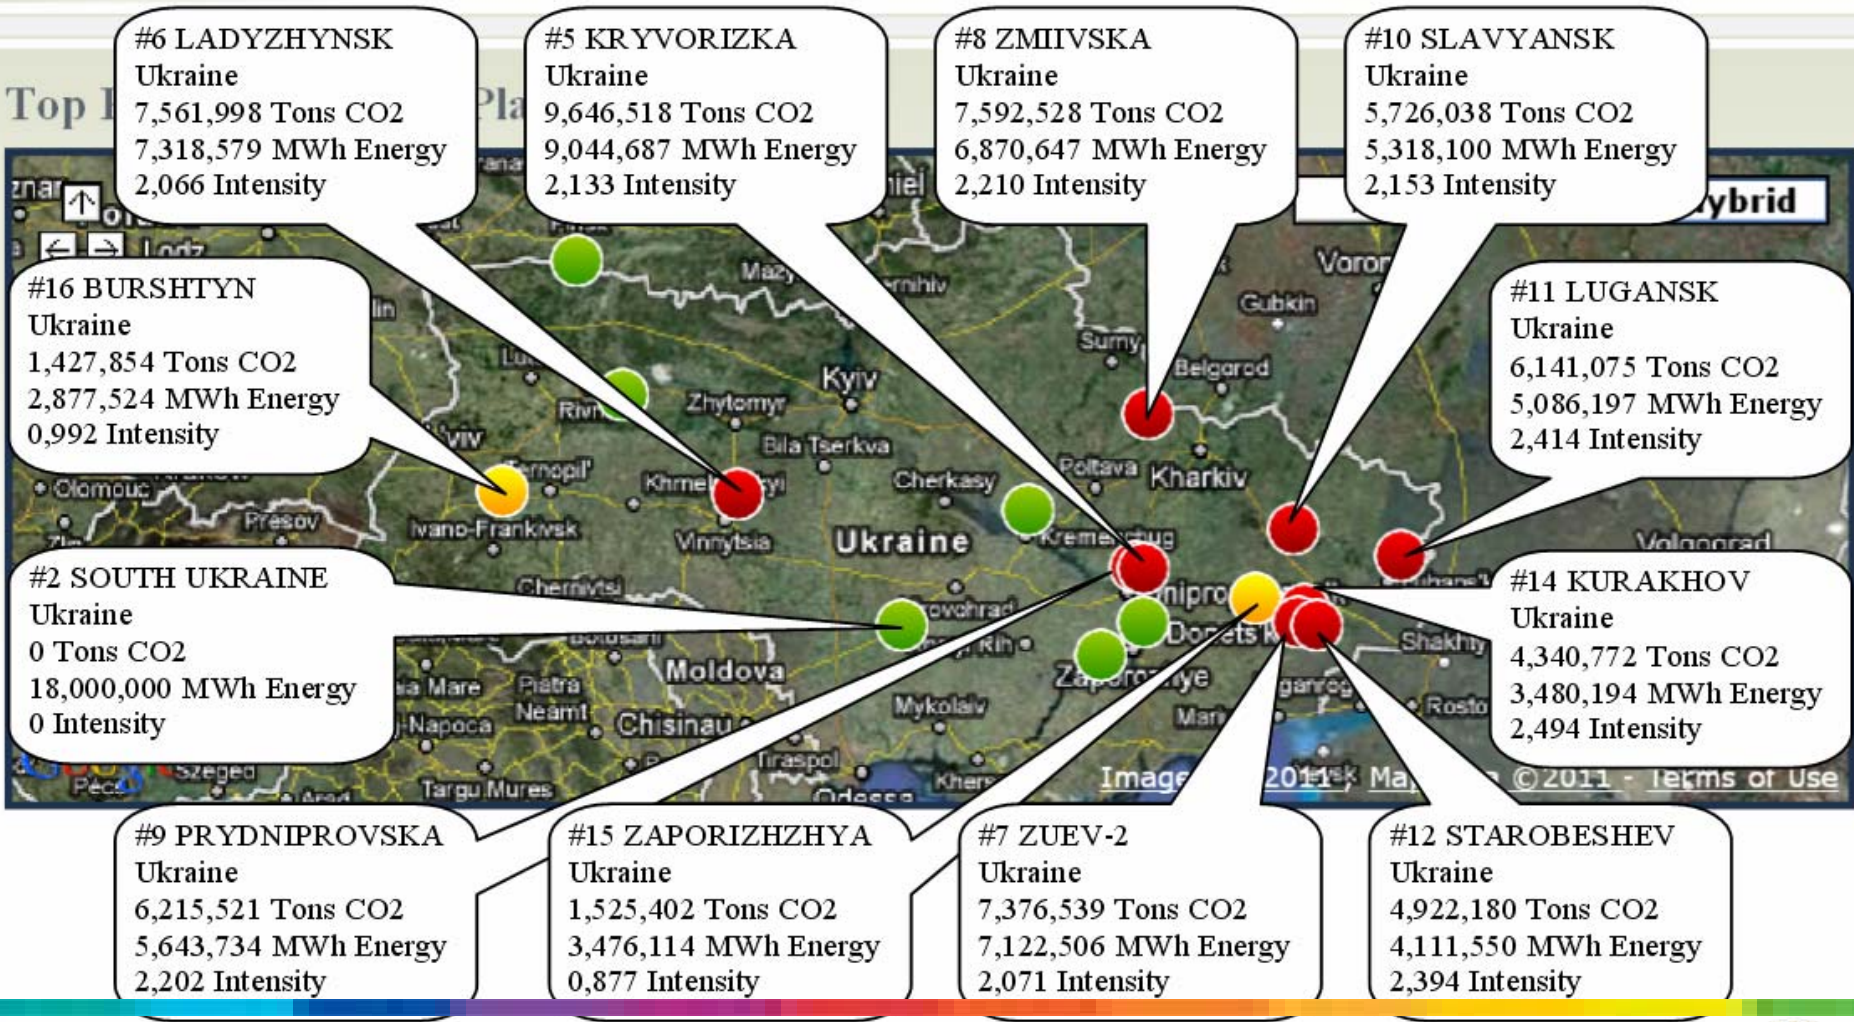 #6 LADYZHYNSK
Ukraine
7,561,998 Tons CO2
7,318,579 MWh Energy
2,066 Intensity
#5 KRYVORIZKA
Ukraine
9,646,518 Tons CO2
9,044,687 MWh Energy
2,133 Intensity
#8 ZMIIVSKA
Ukraine
7,592,528 Tons CO2
6,870,647 MWh Energy
2,210 Intensity
#10 SLAVYANSK
Ukraine
5,726,038 Tons CO2
5,318,100 MWh Energy
2,153 Intensity
Top
#16 BURSHTYN
Ukraine
1,427,854 Tons CO2
2,877,524 MWh Energy
0,992 Intensity
#11 LUGANSK
Ukraine
6,141,075 Tons CO2
5,086,197 MWh Energy
2,414 Intensity
#2 SOUTH UKRAINE
Ukraine
0 Tons CO2
18,000,000 MWh Energy
0 Intensity
#14 KURAKHOV
Ukraine
4,340,772 Tons CO2
3,480,194 MWh Energy
2,494 Intensity
Gubkin
Sumy
Belgorod
Kyiv
Zhytomyr
Bila Tserkva
Poltava
Kharkiv
Cherkasy
Olomouc
Presov
Ivano-Frankivsk
Vinnytsia
Ukraine
Volgograd
Chernivtsi
Moldova
Shakhty
Piatra
Neamt
Chisinau
Mykolaiv
Tiraspol
Szeged
Targu Mures
Odessa
©2011 - Terms of Use
#9 PRYDNIPROVSKA
Ukraine
6,215,521 Tons CO2
5,643,734 MWh Energy
2,202 Intensity
#15 ZAPORIZHZHYA
Ukraine
1,525,402 Tons CO2
3,476,114 MWh Energy
0,877 Intensity
#7 ZUEV-2
Ukraine
7,376,539 Tons CO2
7,122,506 MWh Energy
2,071 Intensity
#12 STAROBESHEV
Ukraine
4,922,180 Tons CO2
4,111,550 MWh Energy
2,394 Intensity